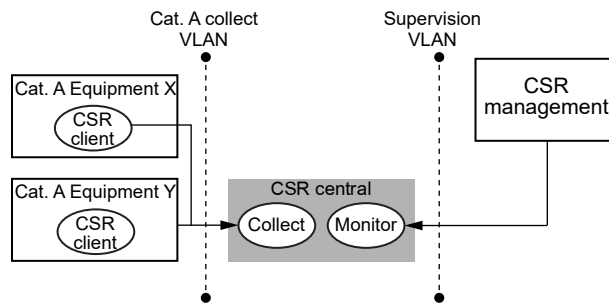 Cat. A collect
VLAN
Supervision
VLAN
Cat. A Equipment X
CSR
client
CSR
management
Cat. A Equipment Y
CSR
client
CSR central
Collect
Monitor